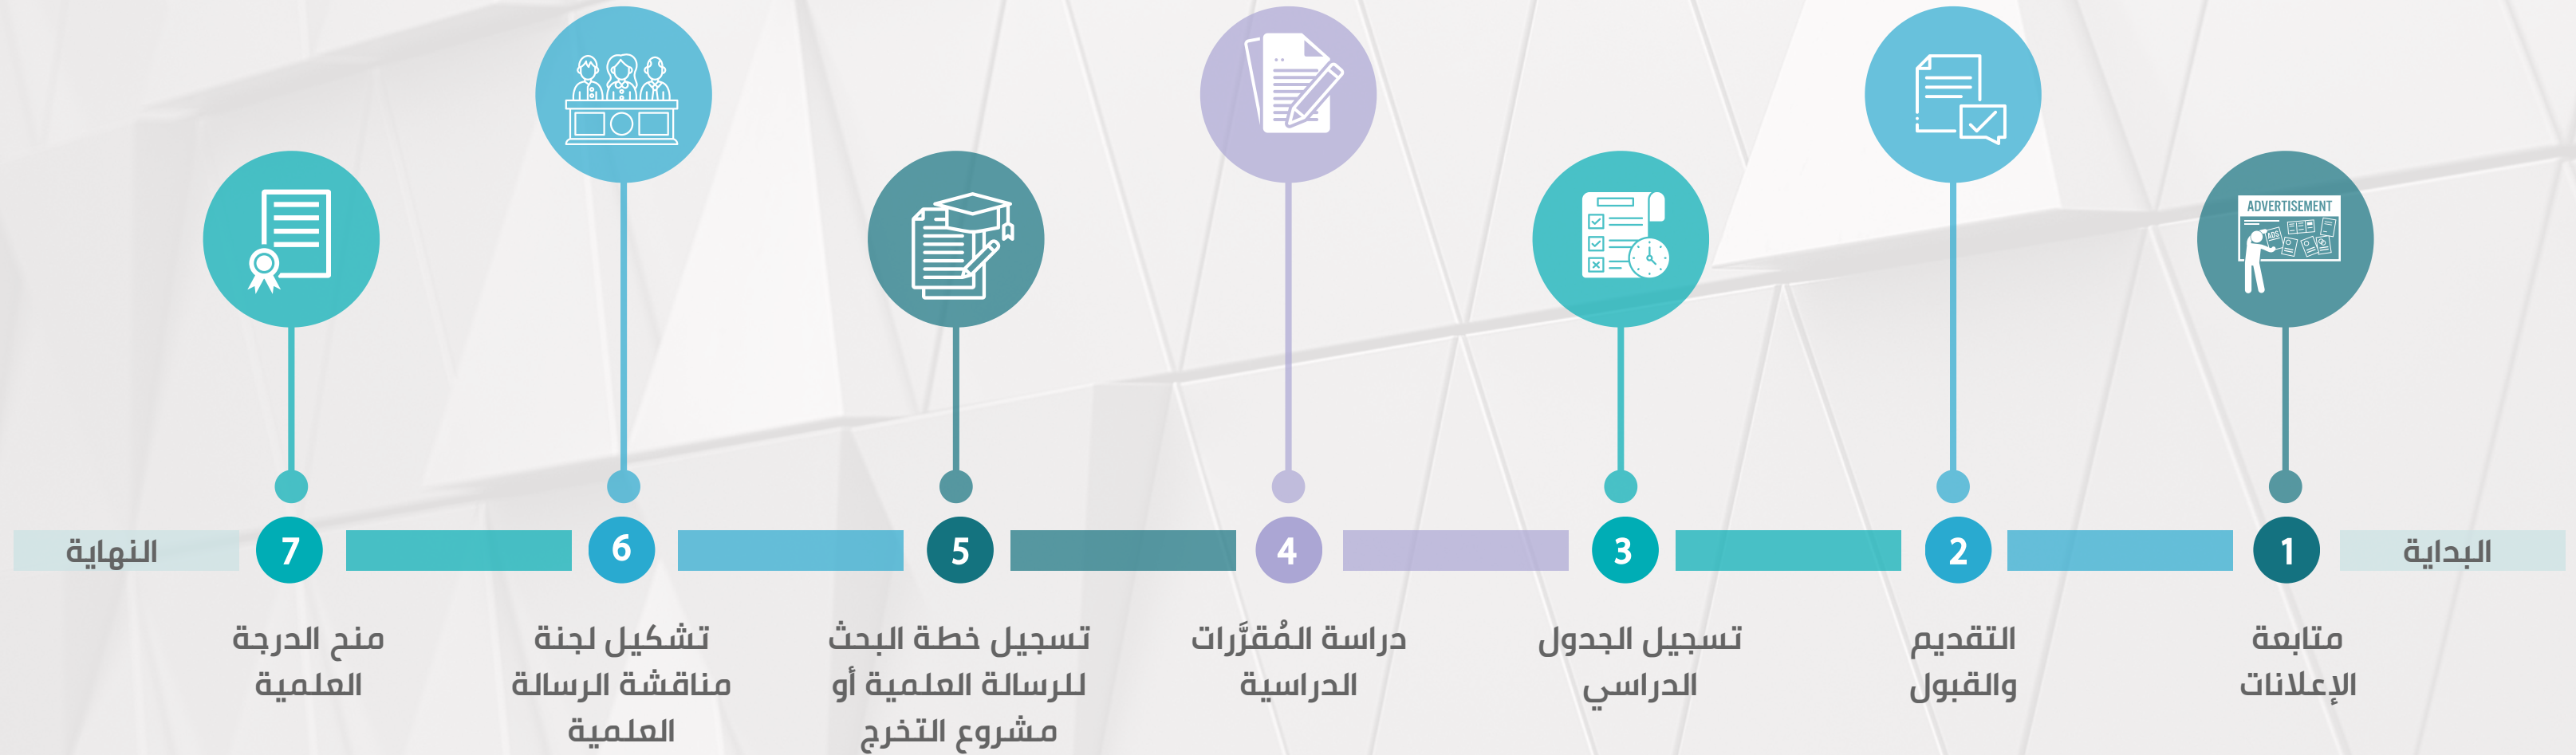 البداية
1
متابعة
الإعلانات
ADVERTISEMENT
ADS
2
التقديم
والقبول
3
تسجيل الجدول
الدراسي
4
دراسة المُقرَّرات
الدراسية
5
تسجيل خطة البحث
للرسالة العلمية أو
مشروع التخرج
6
تشكيل لجنة
مناقشة الرسالة
العلمية
7
منح الدرجة
العلمية
النهاية